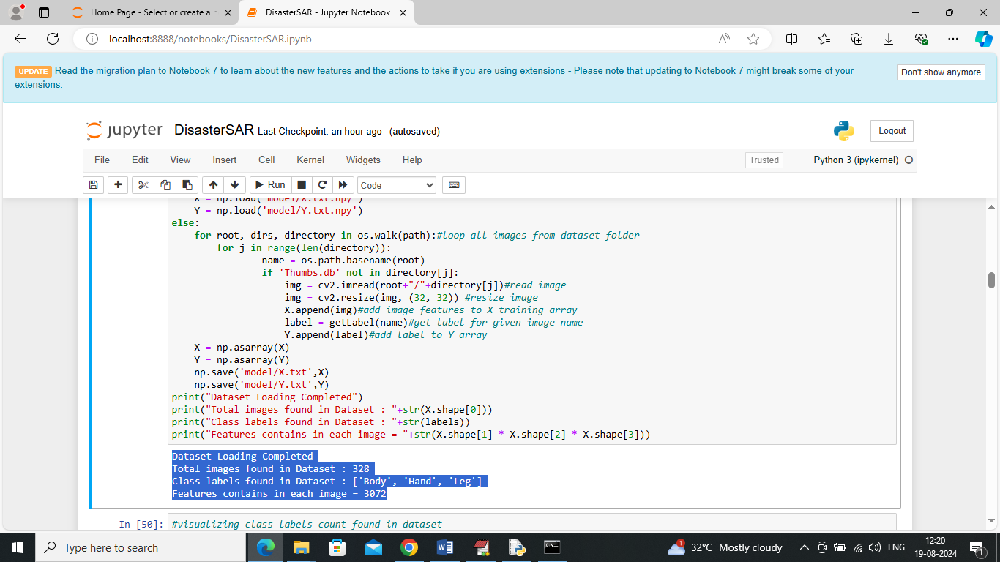 Home Page - Select or create a n
DisasterSAR - Jupyter Notebook
localhost:8888/notebooks/DisasterSAR.ipynb
UPDATE Read the migration plan to Notebook 7 to learn about the new features and the actions to take if you are using extensions - Please note that updating to Notebook 7 might break some of your
extensions.
Don't show anymore
jupyter DisasterSAR Last Checkpoint: an hour ago (autosaved)
Logout
File Edit View Insert Cell Kernel Widgets Help
Trusted Python 3 (ipykernel)
Run Code
X = np.load('model/X.txt.npy')
Y = np.load('model/Y.txt.npy')
else:
for root, dirs, directory in os.walk(path):#loop all images from dataset folder
for j in range(len(directory)):
name = os.path.basename(root)
if 'Thumbs.db' not in directory[j]:
img = cv2.imread(root+"/"+directory[j])#read image
img = cv2.resize(img, (32, 32)) #resize image
X.append(img)#add image features to X training array
label = getLabel(name)#get label for given image name
Y.append(label)#add label to Y array
X = np.asarray(X)
Y = np.asarray(Y)
np.save('model/X.txt',X)
np.save('model/Y.txt',Y)
print("Dataset Loading Completed")
print("Total images found in Dataset : "+str(X.shape[0]))
print("Class labels found in Dataset : "+str(labels))
print("Features contains in each image = "+str(X.shape[1] * X.shape[2] * X.shape[3]))
Dataset Loading Completed
Total images found in Dataset : 328
Class labels found in Dataset : ['Body', 'Hand', 'Leg']
Features contains in each image = 3072
In [50]: #visualizing class labels count found in dataset
Type here to search
1
32°C Mostly cloudy
ENG
12:20
19-08-2024
1